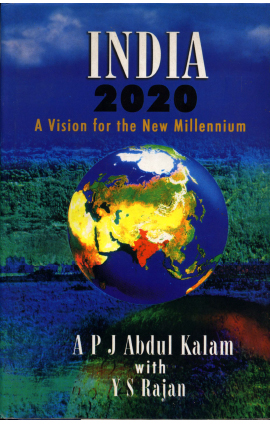 INDIA
2020
A Vision for the New Millennium
A P J Abdul Kalam
with
Y S Rajan